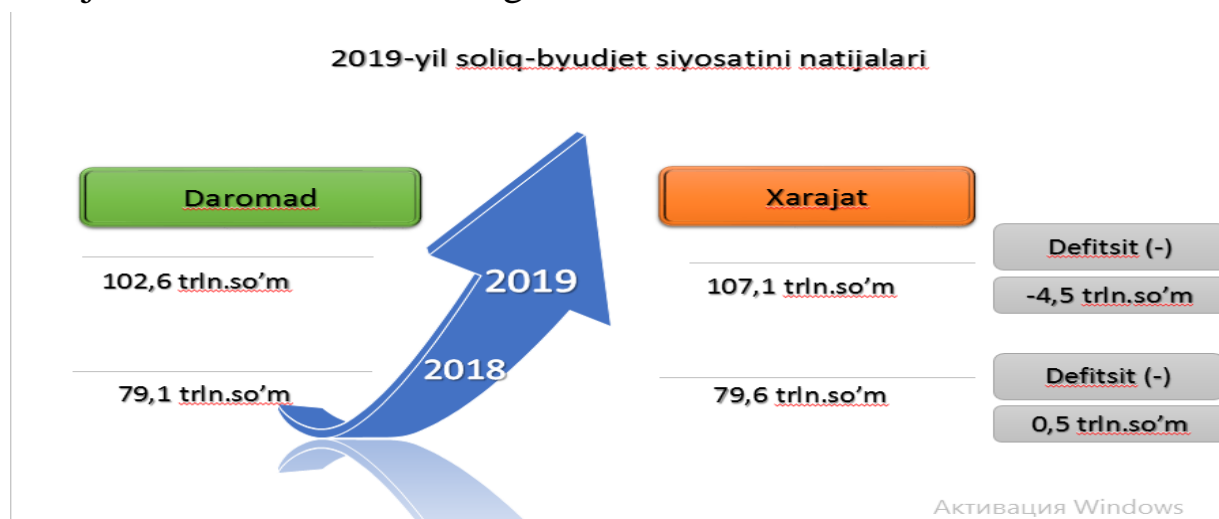 2019-yil soliq-byudjet siyosatini natijalari
Daromad
Xarajat
Defitsit (-)
102,6 trln.so’m
2019
107,1 trln.so’m
-4,5 trln.so’m
2018
Defitsit (-)
79,1 trln.so’m
79,6 trln.so’m
0,5 trln.so’m
Активация Windows